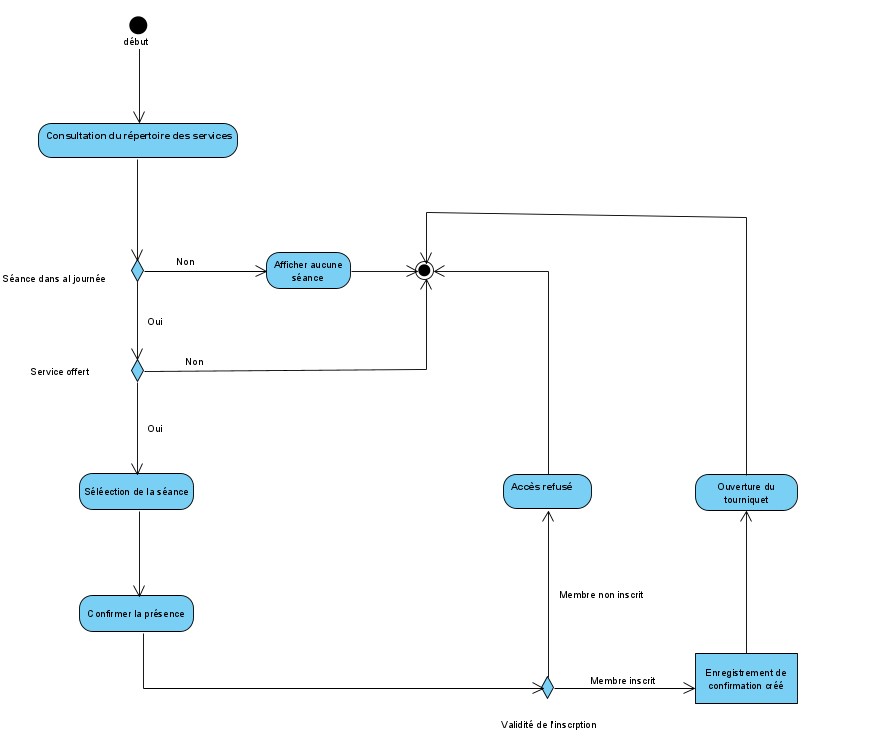 début
Consultation du répertoire des services
Non
Afficher aucune
séance
Séance dans al journée
Oui
Non
Service offert
Oui
Séléection de la séance
Accès refusé
Ouverture du
tourniquet
Membre non inscrit
Confirmer la présence
Membre inscrit
Enregistrement de
confirmation créé
Validité de l'inscrption